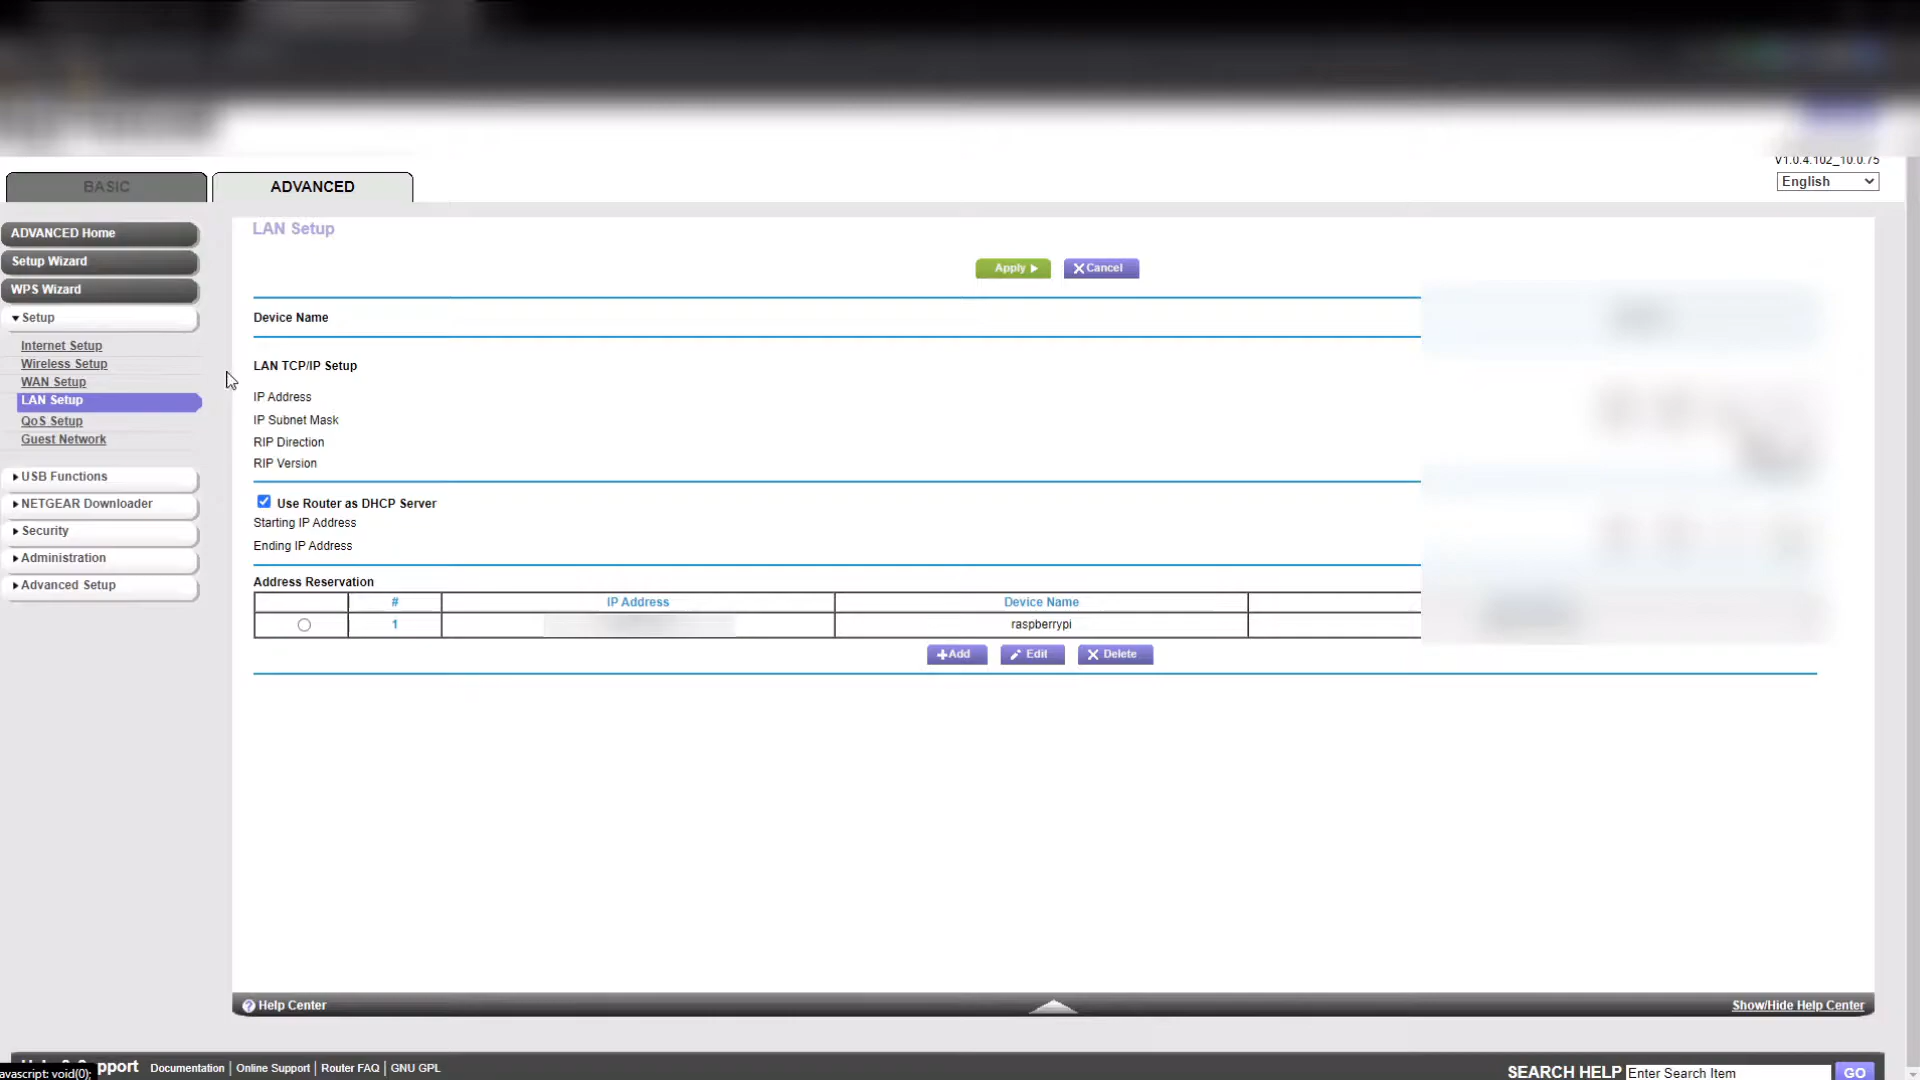 V1.0.4.102_10.0.75
BASIC
ADVANCED
English
ADVANCED Home
Setup Wizard
WPS Wizard
Setup
Internet Setup
Wireless Setup
WAN Setup
LAN Setup
QoS Setup
Guest Network
USB Functions
NETGEAR Downloader
Security
Administration
Advanced Setup
LAN Setup
Apply
Cancel
Device Name
LAN TCP/IP Setup
IP Address
IP Subnet Mask
RIP Direction
RIP Version
Use Router as DHCP Server
Starting IP Address
Ending IP Address
Address Reservation
# IP Address Device Name
1 raspberrypi
Add Edit Delete
Help Center Show/Hide Help Center
Documentation | Online Support | Router FAQ | GNU GPL
SEARCH HELP Enter Search Item GO
avascript: void(0);